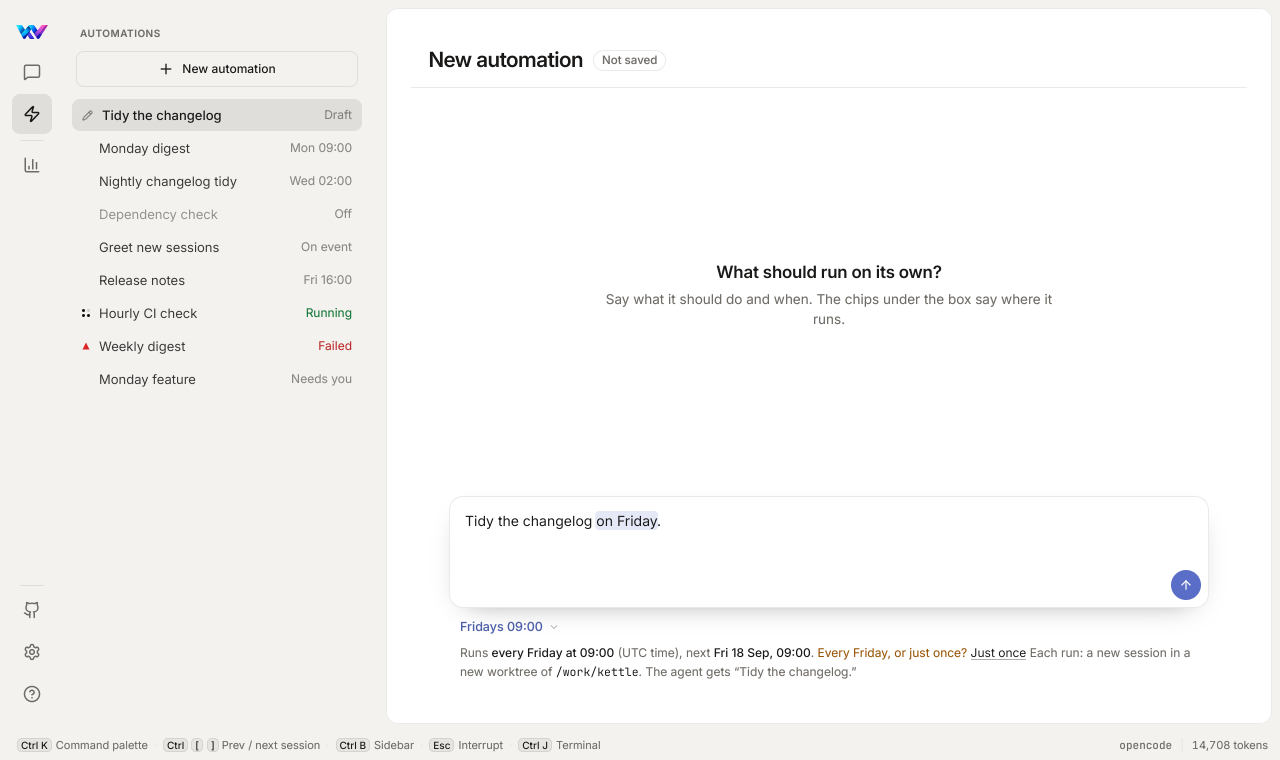 AUTOMATIONS
New automation
Tidy the changelog Draft
Monday digest Mon 09:00
Nightly changelog tidy Wed 02:00
Dependency check Off
Greet new sessions On event
Release notes Fri 16:00
Hourly CI check Running
Weekly digest Failed
Monday feature Needs you
New automation Not saved
What should run on its own?
Say what it should do and when. The chips under the box say where it
runs.
Tidy the changelog on Friday.
Fridays 09:00
Runs every Friday at 09:00 (UTC time), next Fri 18 Sep, 09:00. Every Friday, or just once? Just once Each run: a new session in a
new worktree of /work/kettle. The agent gets “Tidy the changelog.”
Ctrl K Command palette Ctrl [ ] Prev / next session Ctrl B Sidebar Esc Interrupt Ctrl J Terminal
opencode 14,708 tokens